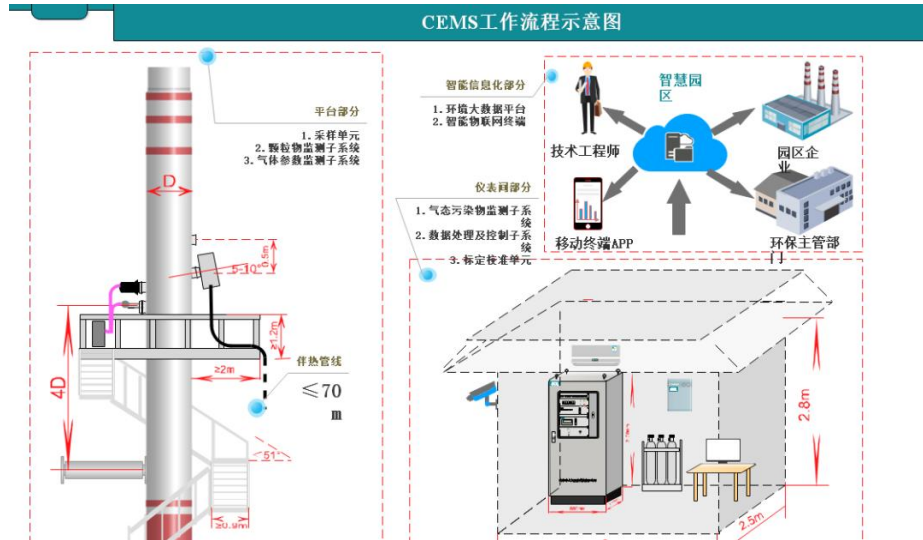 CEMS工作流程示意图
平台部分
1. 采样单元
2. 颗粒物监测子系统
3. 气体参数监测子系统
D
0.5m
5-10°
≥1.2m
≥2m
4D
51°
≥0.9m
伴热管线
≤70
m
智能信息化部分
1. 环境大数据平台
2. 智能物联网终端
智慧园
区
技术工程师
园区企
业
移动终端APP
环保主管部
门
仪表间部分
1. 气态污染物监测子系
统
2. 数据处理及控制子系
统
3. 标定校准单元
2.8m
2.5m